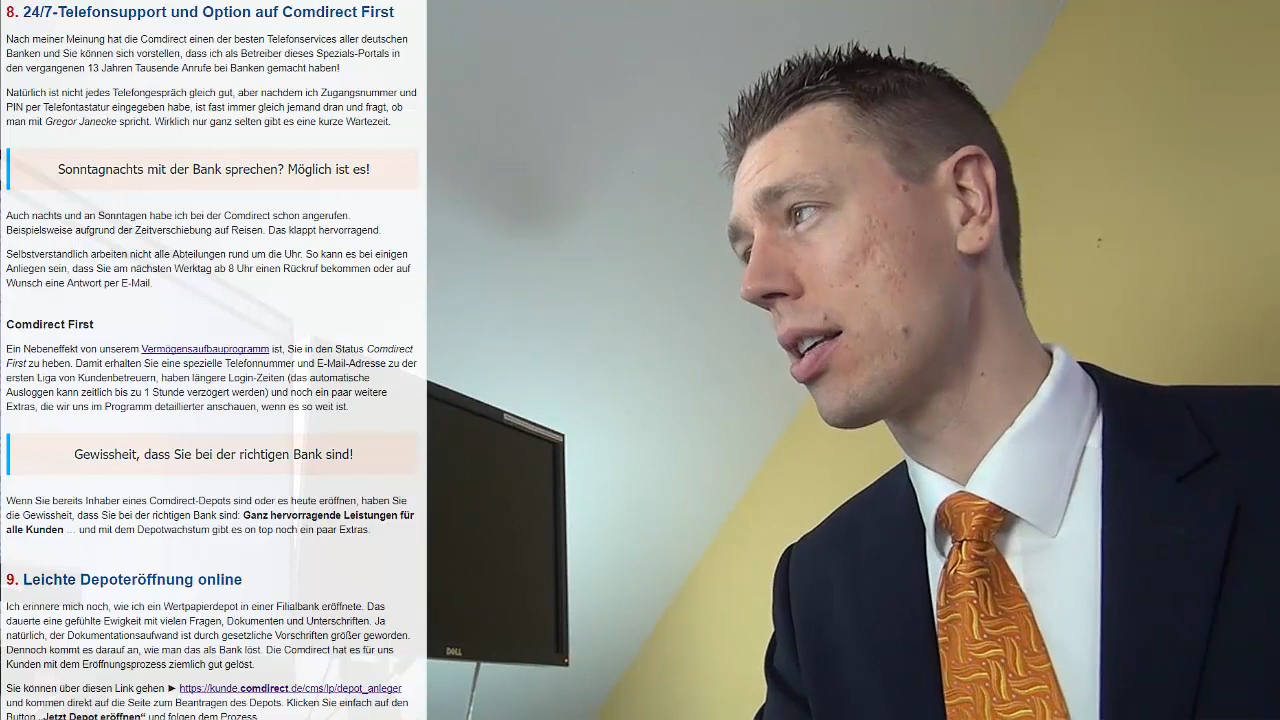 8. 24/7-Telefonsupport und Option auf Comdirect First
Nach meiner Meinung hat die Comdirect einen der besten Telefonservices aller deutschen
Banken und Sie können sich vorstellen, dass ich als Betreiber dieses Spezials-Portals in
den vergangenen 13 Jahren Tausende Anrufe bei Banken gemacht haben!
Natürlich ist nicht jedes Telefongespräch gleich gut, aber nachdem ich Zugangsnummer und
PIN per Telefontastatur eingegeben habe, ist fast immer gleich jemand dran und fragt, ob
man mit Gregor Janecke spricht. Wirklich nur ganz selten gibt es eine kurze Wartezeit.
Sonntagnachts mit der Bank sprechen? Möglich ist es!
Auch nachts und an Sonntagen habe ich bei der Comdirect schon angerufen.
Beispielsweise aufgrund der Zeitverschiebung auf Reisen. Das klappt hervorragend.
Selbstverständlich arbeiten nicht alle Abteilungen rund um die Uhr. So kann es bei einigen
Anliegen sein, dass Sie am nächsten Werktag ab 8 Uhr einen Rückruf bekommen oder auf
Wunsch eine Antwort per E-Mail.
Comdirect First
Ein Nebeneffekt von unserem Vermögensaufbauprogramm ist, Sie in den Status Comdirect
First zu heben. Damit erhalten Sie eine spezielle Telefonnummer und E-Mail-Adresse zu der
ersten Liga von Kundenbetreuern, haben längere Login-Zeiten (das automatische
Ausloggen kann zeitlich bis zu 1 Stunde verzögert werden) und noch ein paar weitere
Extras, die wir uns im Programm detaillierter anschauen, wenn es so weit ist.
Gewissheit, dass Sie bei der richtigen Bank sind!
Wenn Sie bereits Inhaber eines Comdirect-Depots sind oder es heute eröffnen, haben Sie
die Gewissheit, dass Sie bei der richtigen Bank sind: Ganz hervorragende Leistungen für
alle Kunden … und mit dem Depotwachstum gibt es on top noch ein paar Extras.
9. Leichte Depoteröffnung online
Ich erinnere mich noch, wie ich ein Wertpapierdepot in einer Filialbank eröffnete. Das
dauerte eine gefühlte Ewigkeit mit vielen Fragen, Dokumenten und Unterschriften. Ja
natürlich, der Dokumentationsaufwand ist durch gesetzliche Vorschriften größer geworden.
Dennoch kommt es darauf an, wie man das als Bank löst. Die Comdirect hat es für uns
Kunden mit dem Eröffnungsprozess ziemlich gut gelöst.
Sie können über diesen Link gehen ► https://kunde.comdirect.de/cms/lp/depot_anleger
und kommen direkt auf die Seite zum Beantragen des Depots. Klicken Sie einfach auf den
Button „Jetzt Depot eröffnen“ und folgen dem Prozess.
DELL